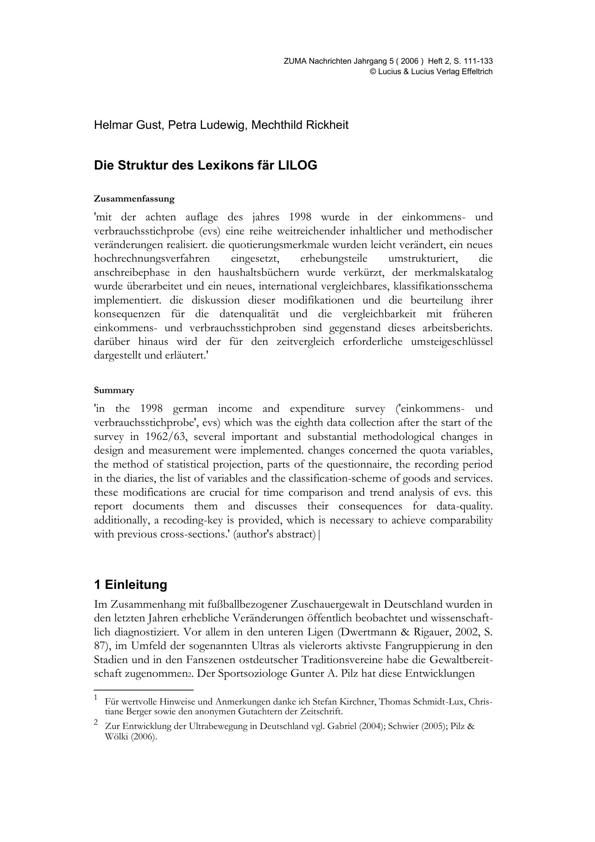 ZUMA Nachrichten Jahrgang 5 ( 2006 ) Heft 2, S. 111-133
© Lucius & Lucius Verlag Effeltrich
Helmar Gust, Petra Ludewig, Mechthild Rickheit
Die Struktur des Lexikons fär LILOG
Zusammenfassung
'mit der achten auflage des jahres 1998 wurde in der einkommens- und
verbrauchsstichprobe (evs) eine reihe weitreichender inhaltlicher und methodischer
veränderungen realisiert. die quotierungsmerkmale wurden leicht verändert, ein neues
hochrechnungsverfahren eingesetzt, erhebungsteile umstrukturiert, die
anschreibephase in den haushaltsbüchern wurde verkürzt, der merkmalskatalog
wurde überarbeitet und ein neues, international vergleichbares, klassifikationsschema
implementiert. die diskussion dieser modifikationen und die beurteilung ihrer
konsequenzen für die datenqualität und die vergleichbarkeit mit früheren
einkommens- und verbrauchsstichproben sind gegenstand dieses arbeitsberichts.
darüber hinaus wird der für den zeitvergleich erforderliche umsteigeschlüssel
dargestellt und erläutert.'
Summary
'in the 1998 german income and expenditure survey ('einkommens- und
verbrauchsstichprobe', evs) which was the eighth data collection after the start of the
survey in 1962/63, several important and substantial methodological changes in
design and measurement were implemented. changes concerned the quota variables,
the method of statistical projection, parts of the questionnaire, the recording period
in the diaries, the list of variables and the classification-scheme of goods and services.
these modifications are crucial for time comparison and trend analysis of evs. this
report documents them and discusses their consequences for data-quality.
additionally, a recoding-key is provided, which is necessary to achieve comparability
with previous cross-sections.' (author's abstract)|
1 Einleitung
Im Zusammenhang mit fußballbezogener Zuschauergewalt in Deutschland wurden in
den letzten Jahren erhebliche Veränderungen öffentlich beobachtet und wissenschaft-
lich diagnostiziert. Vor allem in den unteren Ligen (Dwertmann & Rigauer, 2002, S.
87), im Umfeld der sogenannten Ultras als vielerorts aktivste Fangruppierung in den
Stadien und in den Fanszenen ostdeutscher Traditionsvereine habe die Gewaltbereit-
schaft zugenommen2. Der Sportsoziologe Gunter A. Pilz hat diese Entwicklungen
1 Für wertvolle Hinweise und Anmerkungen danke ich Stefan Kirchner, Thomas Schmidt-Lux, Chris-
tiane Berger sowie den anonymen Gutachtern der Zeitschrift.
2 Zur Entwicklung der Ultrabewegung in Deutschland vgl. Gabriel (2004); Schwier (2005); Pilz &
Wölki (2006).